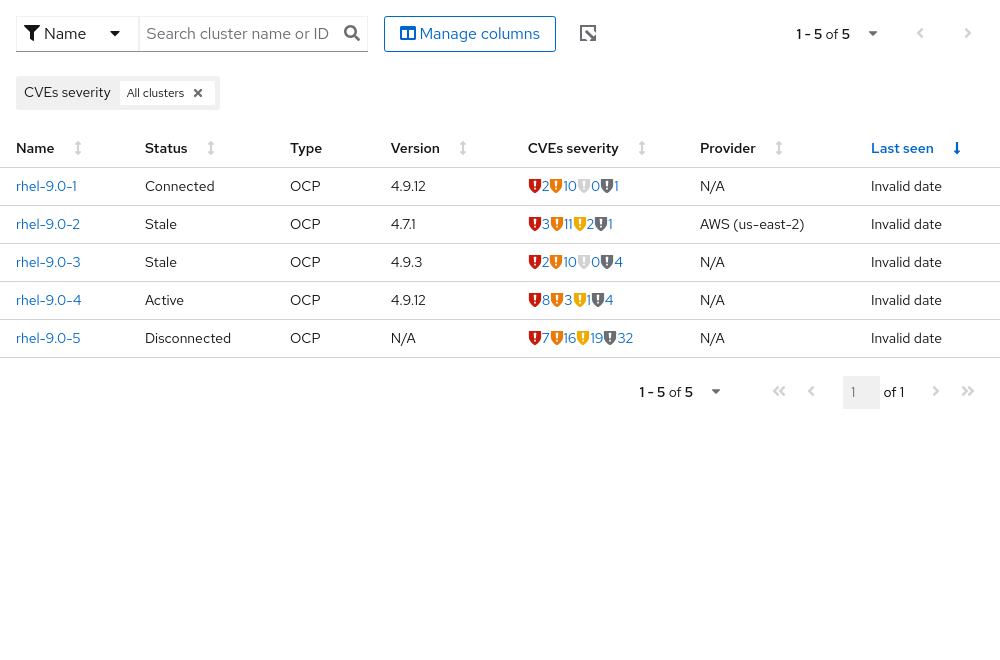 Name Search cluster name or ID Manage columns 1 - 5 of 5
CVEs severity All clusters
Name Status Type Version CVEs severity Provider Last seen
rhel-9.0-1 Connected OCP 4.9.12 2 10 0 1 N/A Invalid date
rhel-9.0-2 Stale OCP 4.7.1 3 11 2 1 AWS (us-east-2) Invalid date
rhel-9.0-3 Stale OCP 4.9.3 2 10 0 4 N/A Invalid date
rhel-9.0-4 Active OCP 4.9.12 8 3 1 4 N/A Invalid date
rhel-9.0-5 Disconnected OCP N/A 7 16 19 32 N/A Invalid date
1 - 5 of 5 1 of 1